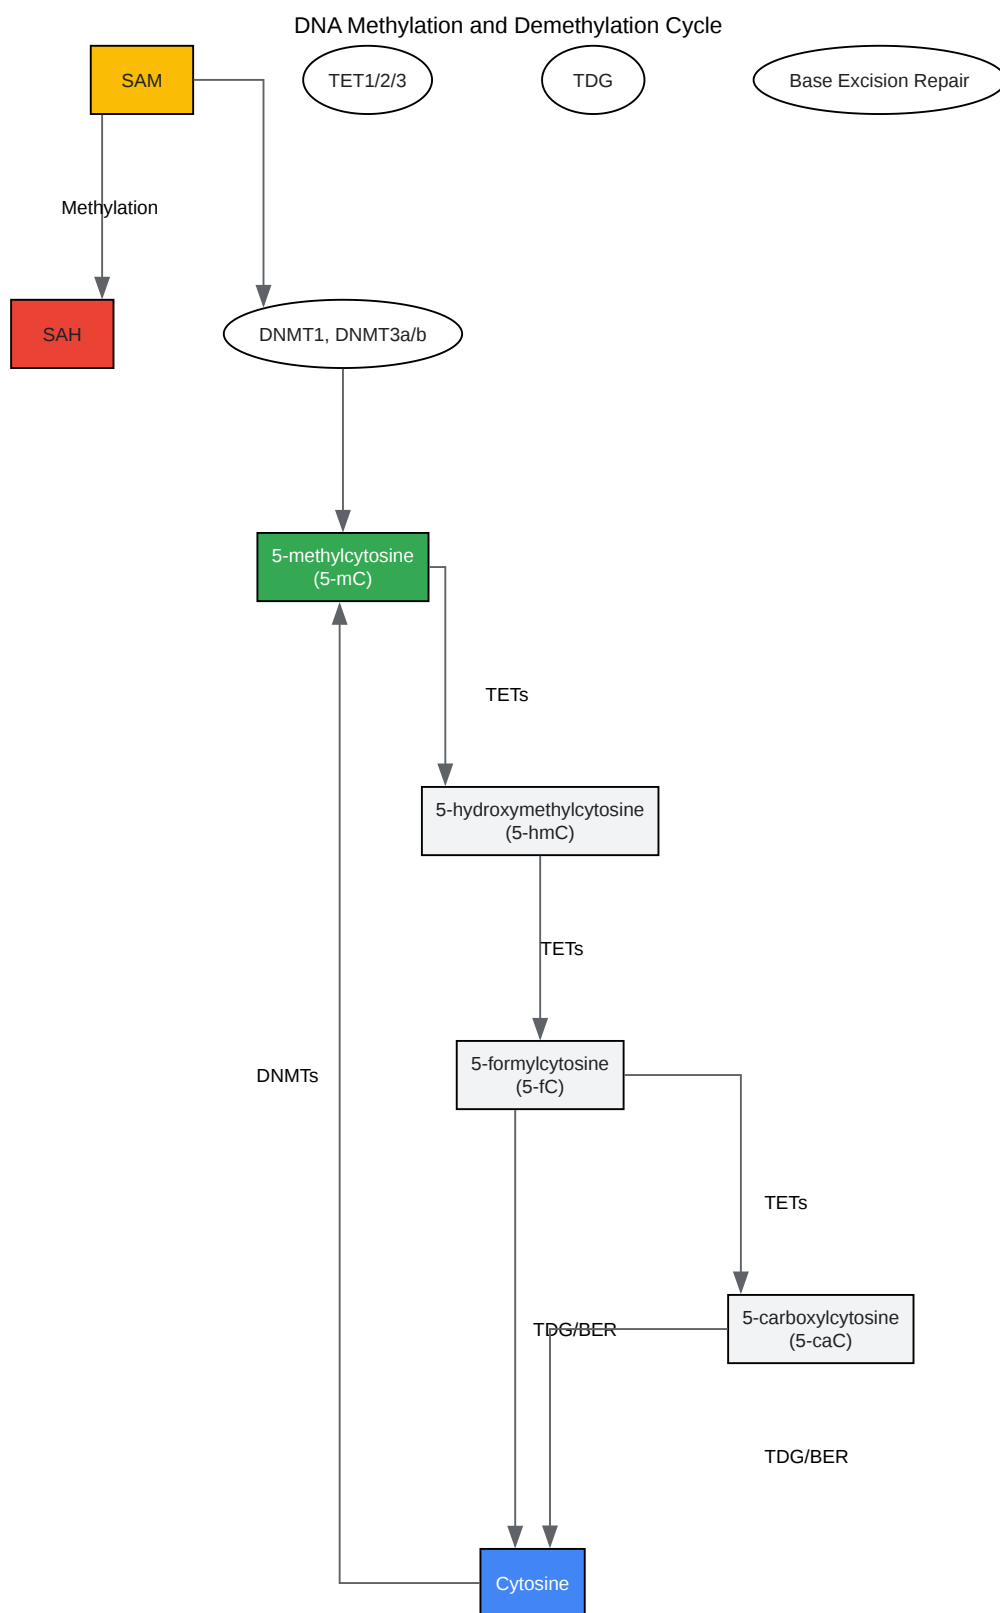 DNA Methylation and Demethylation Cycle
SAM
TET1/2/3
TDG
Base Excision Repair
Methylation
SAH
DNMT1, DNMT3a/b
5-methylcytosine
(5-mC)
TETs
5-hydroxymethylcytosine
(5-hmC)
TETs
5-formylcytosine
(5-fC)
DNMTs
TETs
5-carboxylcytosine
(5-caC)
TDG/BER
TDG/BER
Cytosine